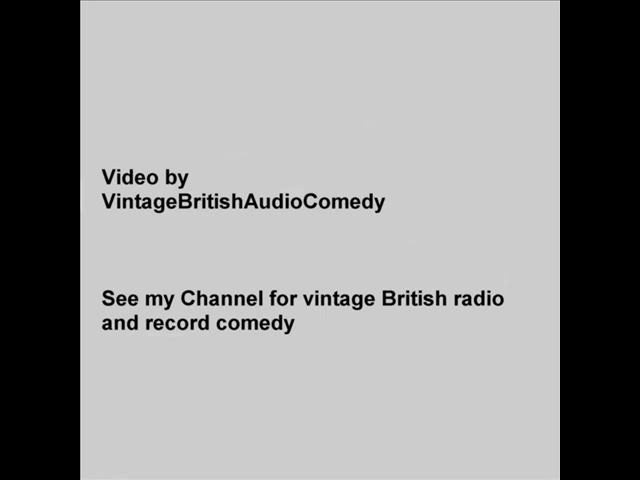 Video by
VintageBritishAudioComedy
See my Channel for vintage British radio
and record comedy